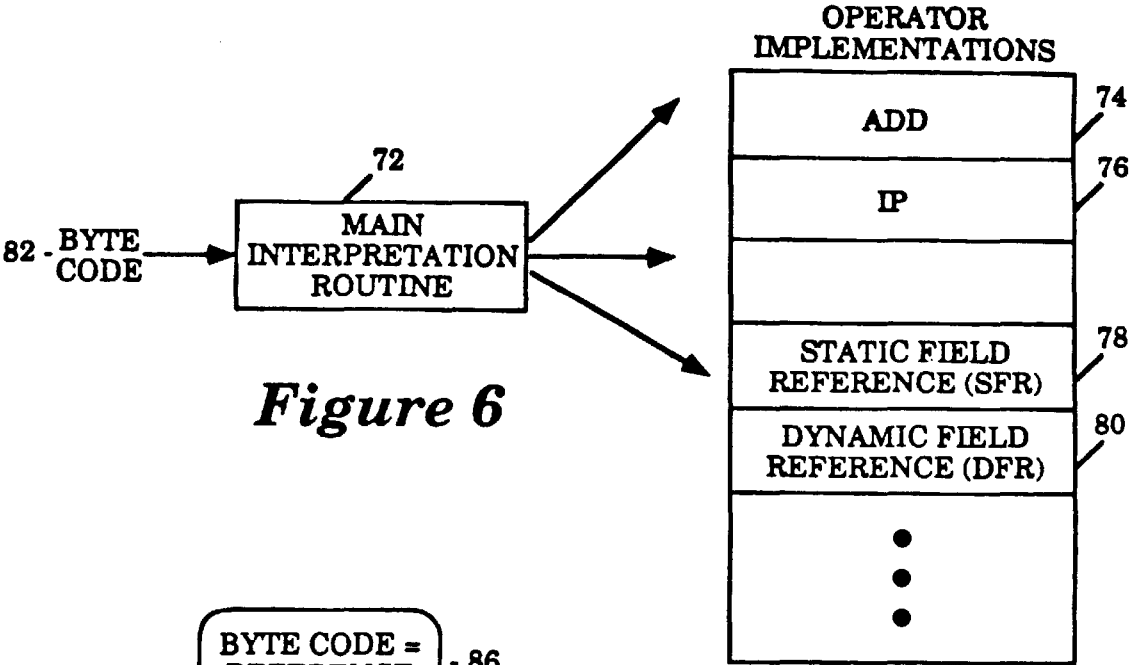 OPERATOR
IMPLEMENTATIONS
ADD
74
IP
76
72
82 - BYTE
CODE
MAIN
INTERPRETATION
ROUTINE
STATIC FIELD
REFERENCE (SFR)
78
DYNAMIC FIELD
REFERENCE (DFR)
80
Figure 6
BYTE CODE =
- 86